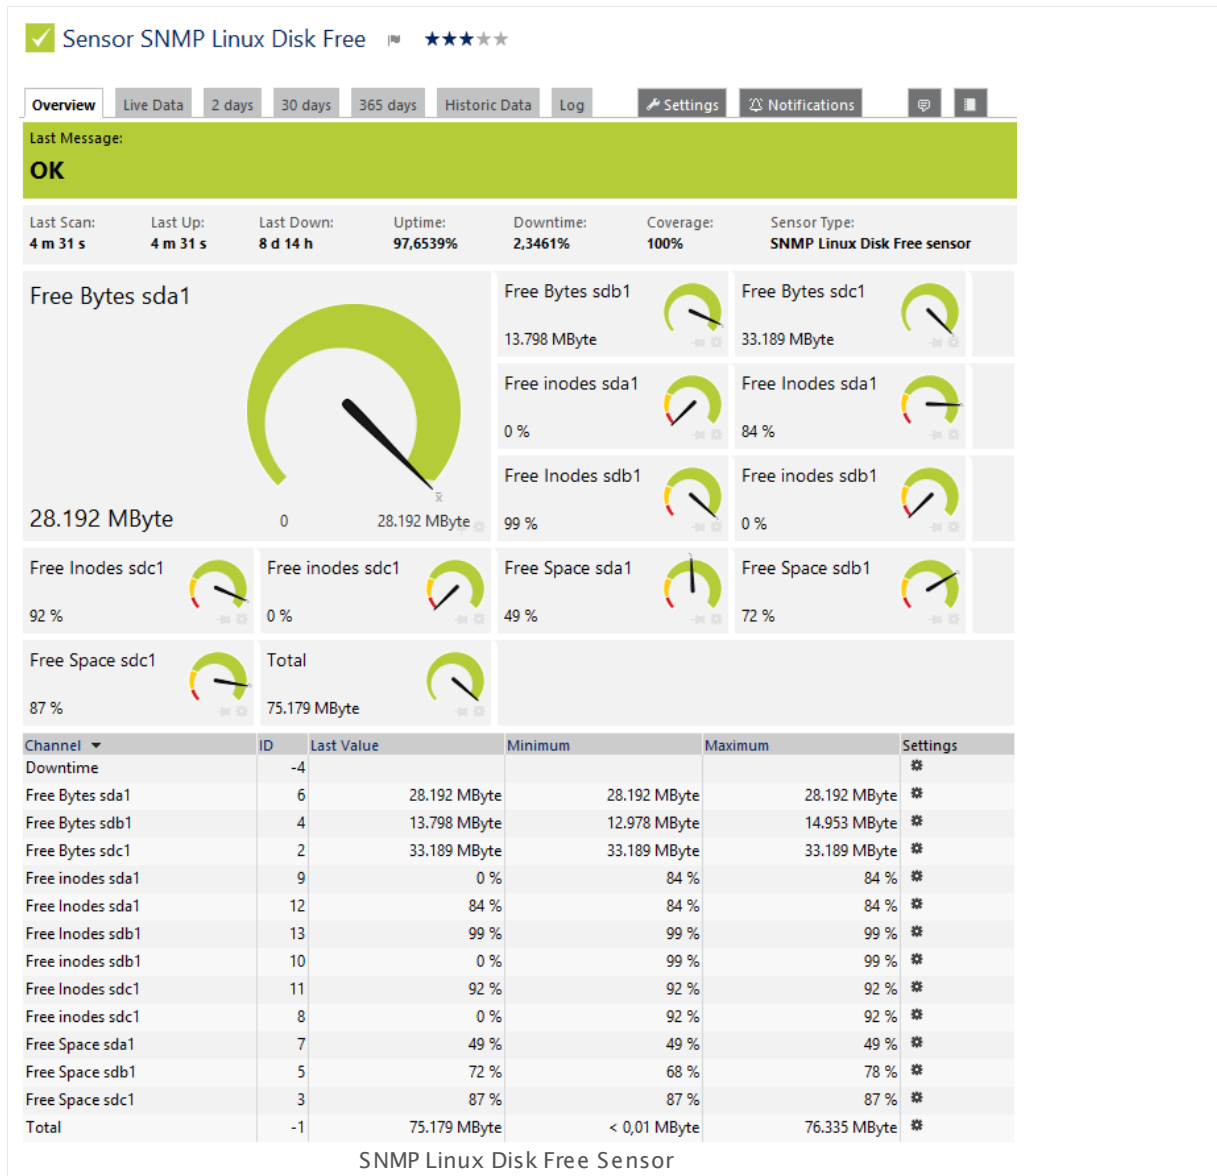 Sensor SNMP Linux Disk Free
Overview Live Data 2 days 30 days 365 days Historic Data Log Settings Notifications
Last Message:
OK
Last Scan: Last Up: Last Down: Uptime: Downtime: Coverage: Sensor Type:
4 m 31 s 4 m 31 s 8 d 14 h 97,6539% 2,3461% 100% SNMP Linux Disk Free sensor
Free Bytes sda1
28.192 MByte
0 28.192 MByte
Free Bytes sdb1
13.798 MByte
Free Bytes sdc1
33.189 MByte
Free inodes sda1
0 %
Free Inodes sda1
84 %
Free Inodes sdb1
99 %
Free inodes sdb1
0 %
Free Inodes sdc1
92 %
Free inodes sdc1
0 %
Free Space sda1
49 %
Free Space sdb1
72 %
Free Space sdc1
87 %
Total
75.179 MByte
Channel ID Last Value Minimum Maximum Settings
Downtime -4
Free Bytes sda1 6 28.192 MByte 28.192 MByte 28.192 MByte
Free Bytes sdb1 4 13.798 MByte 12.978 MByte 14.953 MByte
Free Bytes sdc1 2 33.189 MByte 33.189 MByte 33.189 MByte
Free inodes sda1 9 0 % 84 % 84 %
Free Inodes sda1 12 84 % 84 % 84 %
Free Inodes sdb1 13 99 % 99 % 99 %
Free inodes sdb1 10 0 % 99 % 99 %
Free Inodes sdc1 11 92 % 92 % 92 %
Free inodes sdc1 8 0 % 92 % 92 %
Free Space sda1 7 49 % 49 % 49 %
Free Space sdb1 5 72 % 68 % 78 %
Free Space sdc1 3 87 % 87 % 87 %
Total -1 75.179 MByte < 0,01 MByte 76.335 MByte
SNMP Linux Disk Free Sensor